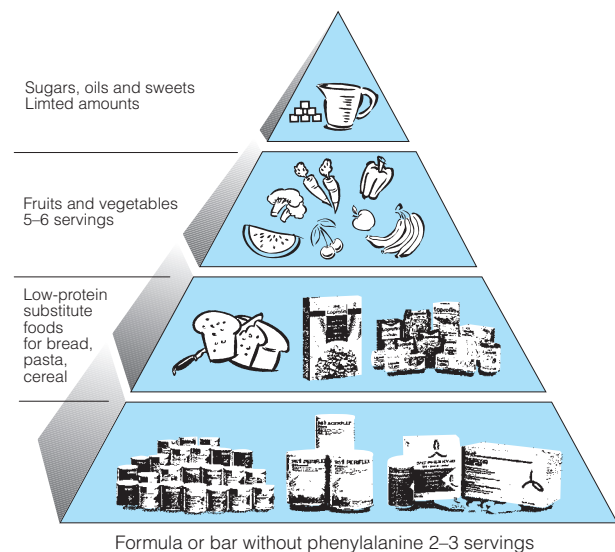 Sugars, oils and sweets
Limted amounts
Fruits and vegetables
5–6 servings
Low-protein
substitute
foods
for bread,
pasta,
cereal
Formula or bar without phenylalanine 2–3 servings